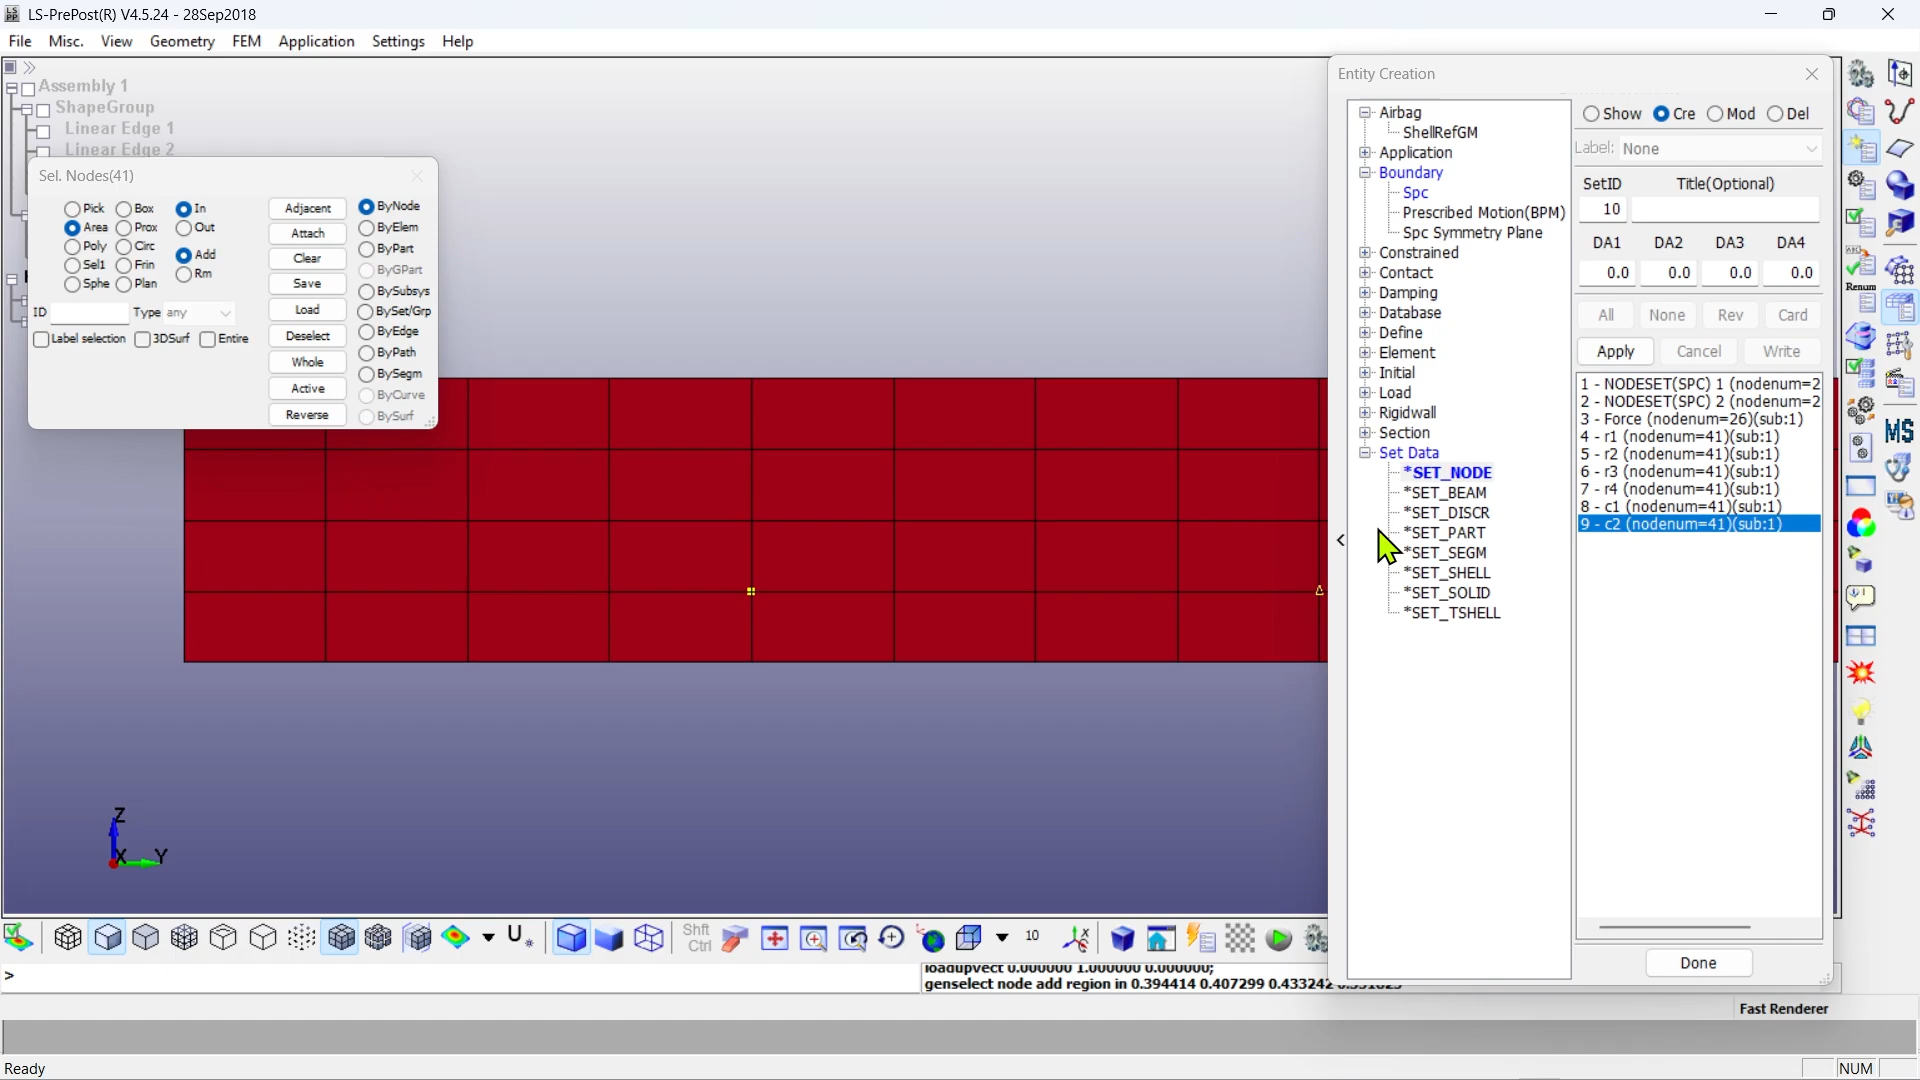 LS-PrePost(R) V4.5.24 - 28Sep2018
File Misc. View Geometry FEM Application Settings Help
Assembly 1
ShapeGroup
Linear Edge 1
Linear Edge 2
Sel. Nodes(41)
Pick Box In Adjacent ByNode
Area Prox Out Attach ByElem
Poly Circ Add Clear ByPart
Sel1 Frin Rm Save ByGPart
Sphe Plan BySubsys
ID Type any Load BySet/Grp
Label selection 3DSurf Entire Deselect ByEdge
Whole ByPath
Active BySegm
ByCurve
Reverse BySurf
Z
X Y
Entity Creation
Airbag
ShellRefGM
Application
Boundary
Spc
Prescribed Motion(BPM)
Spc Symmetry Plane
Constrained
Contact
Damping
Database
Define
Element
Initial
Load
Rigidwall
Section
Set Data
*SET_NODE
*SET_BEAM
*SET_DISCR
*SET_PART
*SET_SEGM
*SET_SHELL
*SET_SOLID
*SET_TSHELL
Show Cre Mod Del
Label: None
SetID Title(Optional)
10
DA1 DA2 DA3 DA4
0.0 0.0 0.0 0.0
All None Rev Card
Apply Cancel Write
1 - NODESET(SPC) 1 (nodenum=2
2 - NODESET(SPC) 2 (nodenum=2
3 - Force (nodenum=26)(sub:1)
4 - r1 (nodenum=41)(sub:1)
5 - r2 (nodenum=41)(sub:1)
6 - r3 (nodenum=41)(sub:1)
7 - r4 (nodenum=41)(sub:1)
8 - c1 (nodenum=41)(sub:1)
9 - c2 (nodenum=41)(sub:1)
Done
Renum
MS
Shft
Ctrl
10
>
loadupvect 0.000000 1.000000 0.000000;
genselect node add region in 0.394414 0.407299 0.433242
Fast Renderer
Ready
NUM